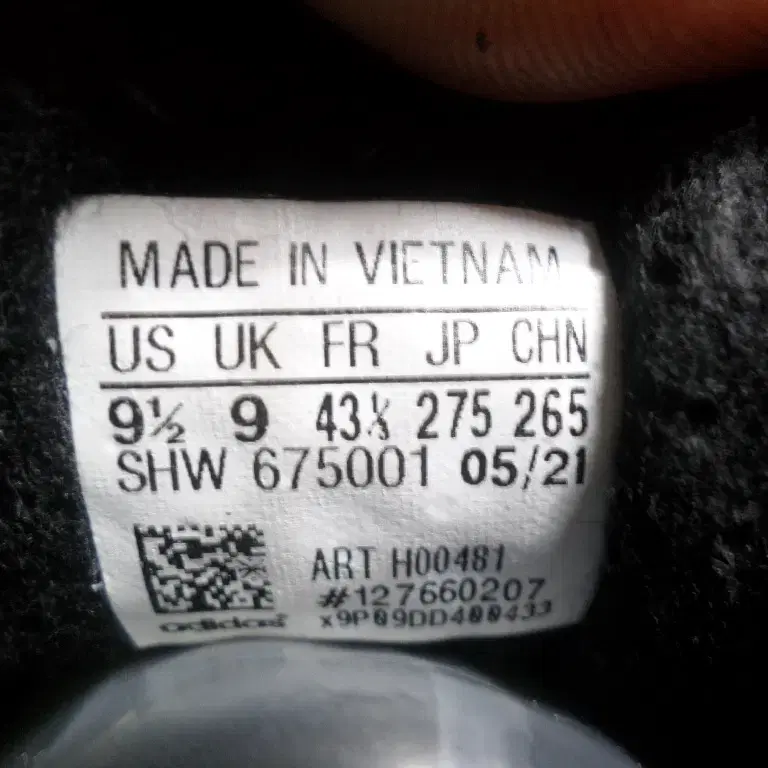 MADE IN VIETNAM
US UK FR JP CHN
9½ 9 43⅓ 275 265
SHW 675001 05/21
ART H00481
#127660207
x9P09DD400433
adidas